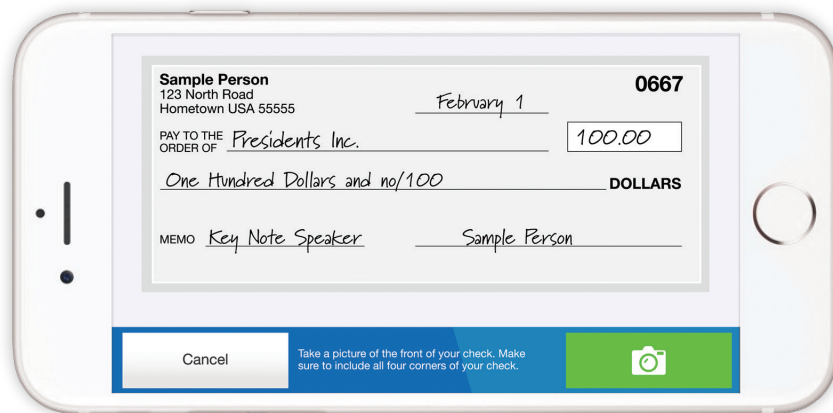 Sample Person
123 North Road
Hometown USA 55555
0667
February 1
PAY TO THE
ORDER OF Presidents Inc.
100.00
One Hundred Dollars and no/100 DOLLARS
MEMO Key Note Speaker
Sample Person
Cancel
Take a picture of the front of your check. Make
sure to include all four corners of your check.